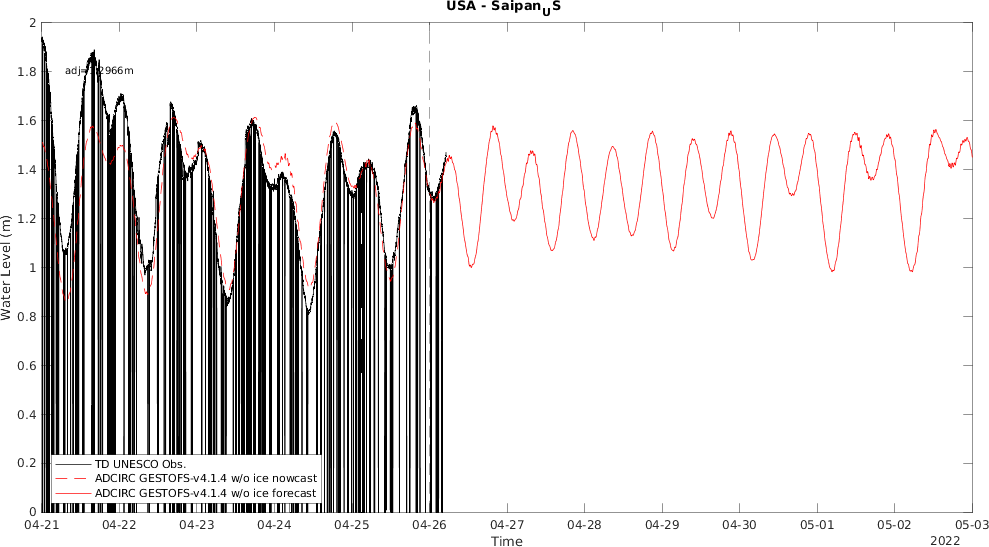 USA - SaipanUS
2
1.8
1.6
1.4
1.2
1
0.8
0.6
0.4
0.2
0
Water Level (m)
TD UNESCO Obs.
ADCIRC GESTOFS-v4.1.4 w/o ice nowcast
ADCIRC GESTOFS-v4.1.4 w/o ice forecast
04-21 04-22 04-23 04-24 04-25 04-26 04-27 04-28 04-29 04-30 05-01 05-02 05-03
Time
2022